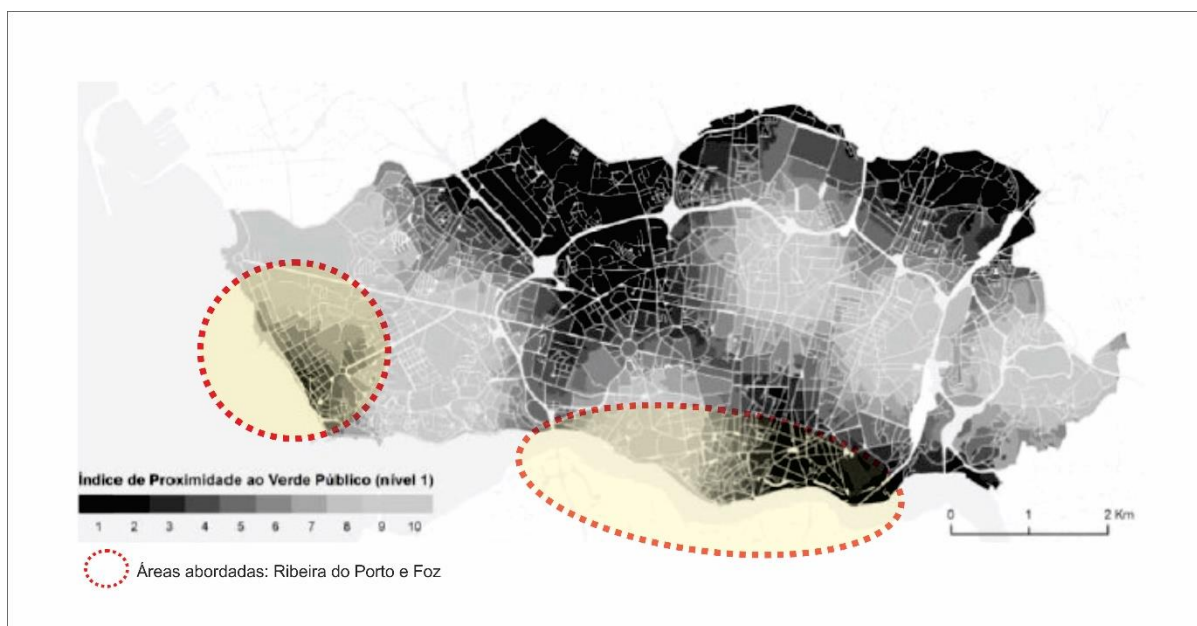 Índice de Proximidade ao Verde Público (nível 1)
1 2 3 4 5 6 7 8 9 10
0 1 2 Km
Áreas abordadas: Ribeira do Porto e Foz